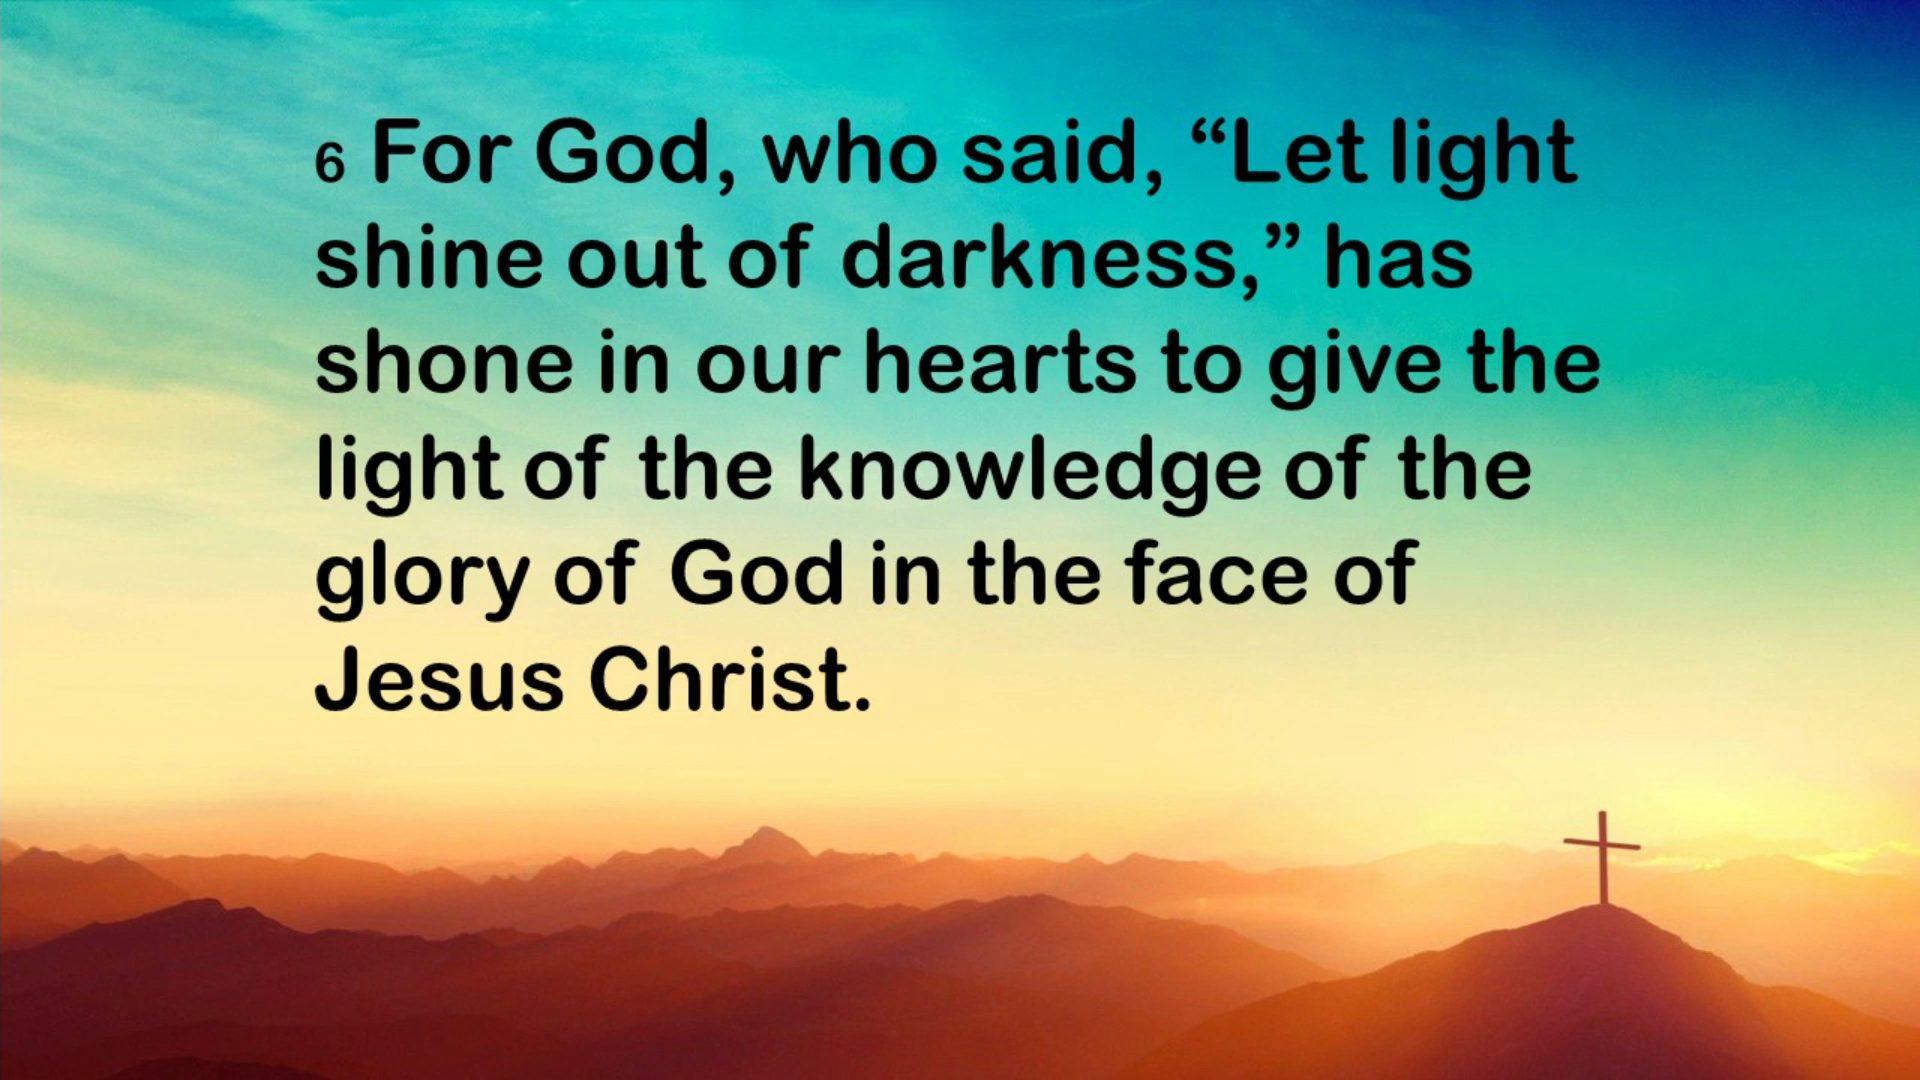 6 For God, who said, “Let light
shine out of darkness,” has
shone in our hearts to give the
light of the knowledge of the
glory of God in the face of
Jesus Christ.